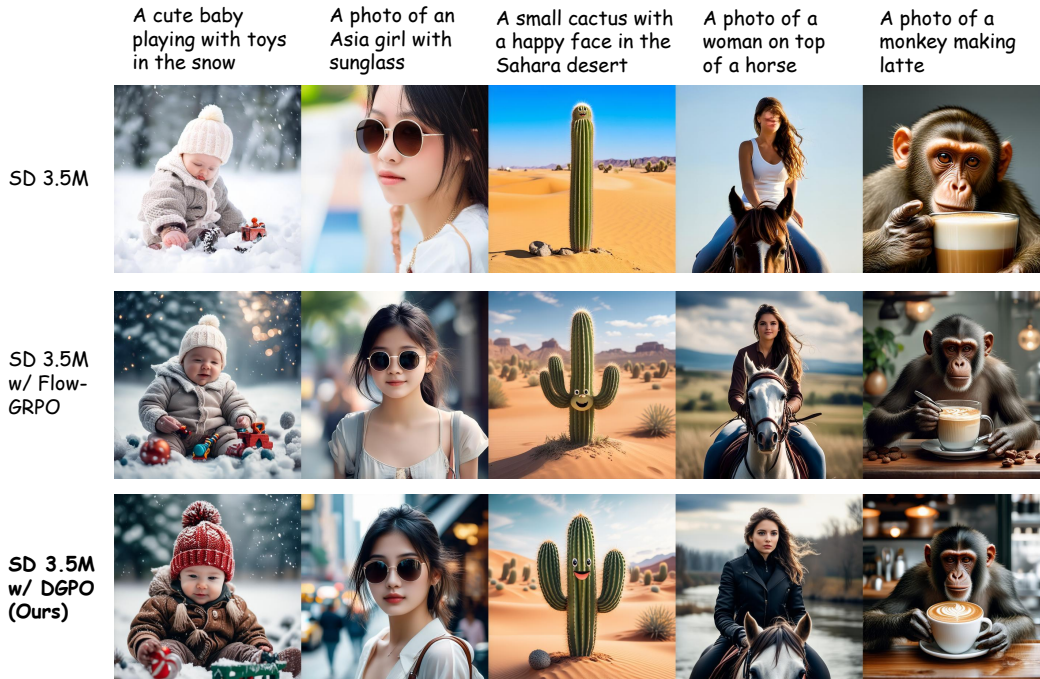 A cute baby
playing with toys
in the snow
A photo of an
Asia girl with
sunglass
A small cactus with
a happy face in the
Sahara desert
A photo of a
woman on top
of a horse
A photo of a
monkey making
latte
SD 3.5M
SD 3.5M
w/ Flow-
GRPO
SD 3.5M
w/ DGPO
(Ours)